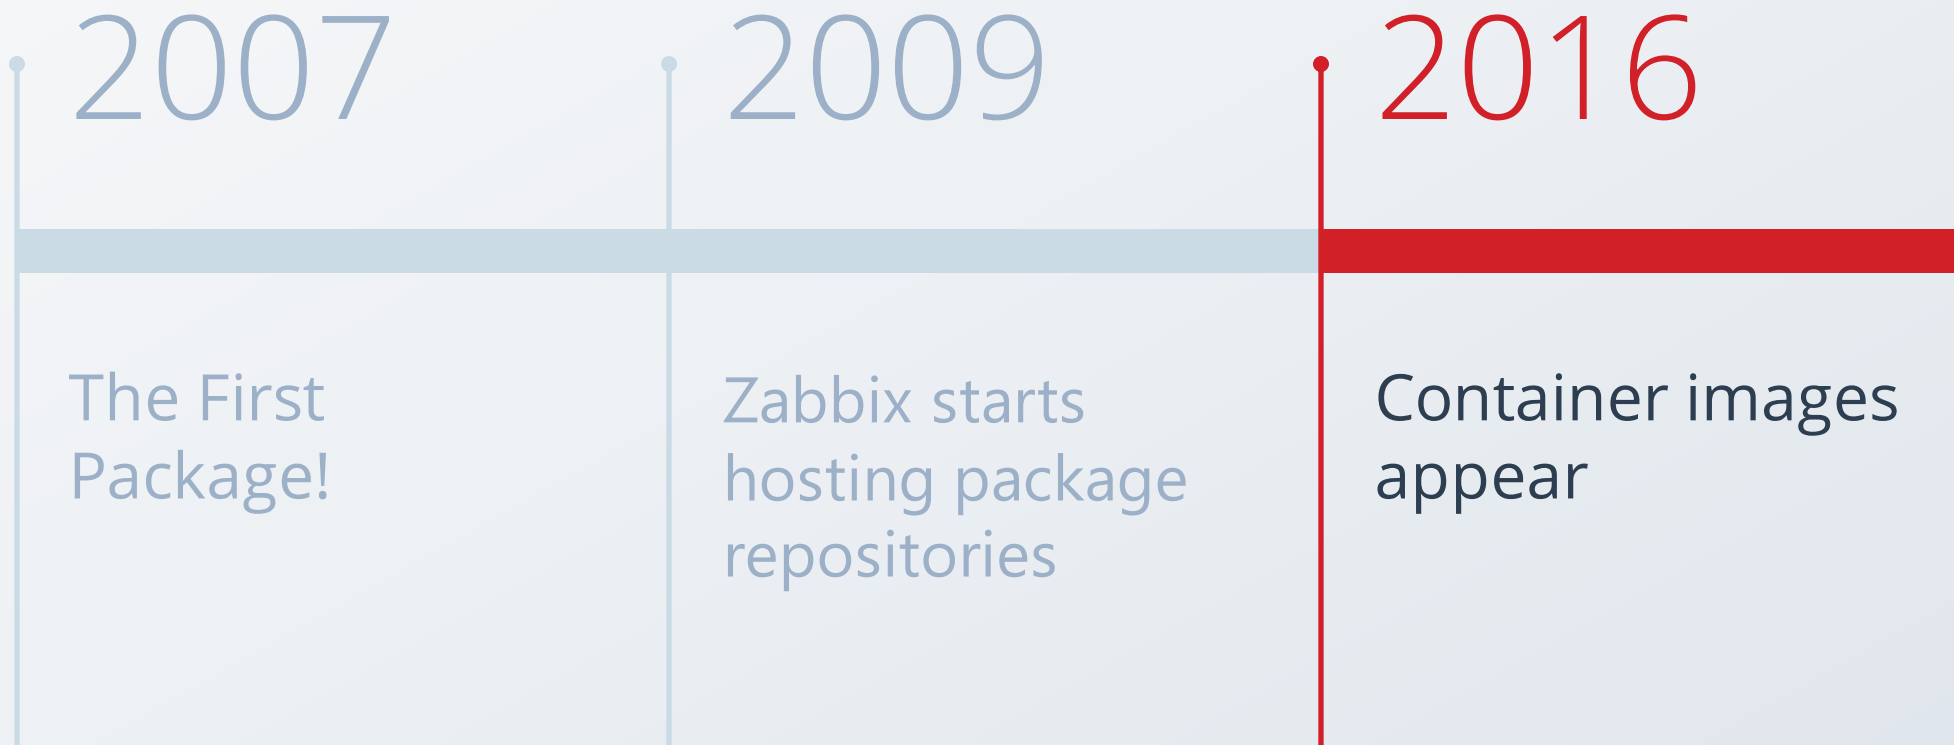 2007
2009
2016
The First
Package!
Zabbix starts
hosting package
repositories
Container images
appear